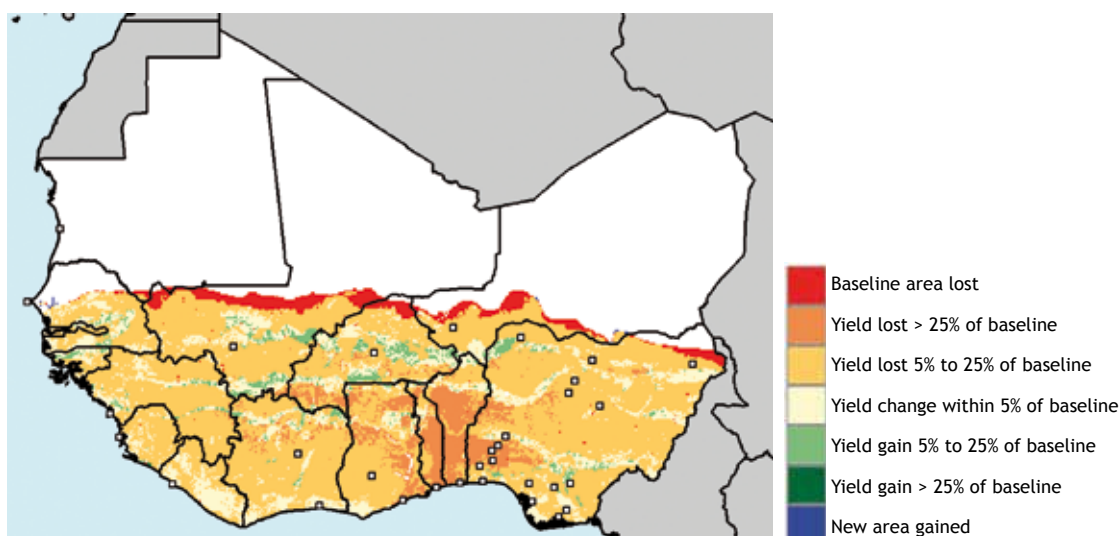 Baseline area lost
Yield lost > 25% of baseline
Yield lost 5% to 25% of baseline
Yield change within 5% of baseline
Yield gain 5% to 25% of baseline
Yield gain > 25% of baseline
New area gained